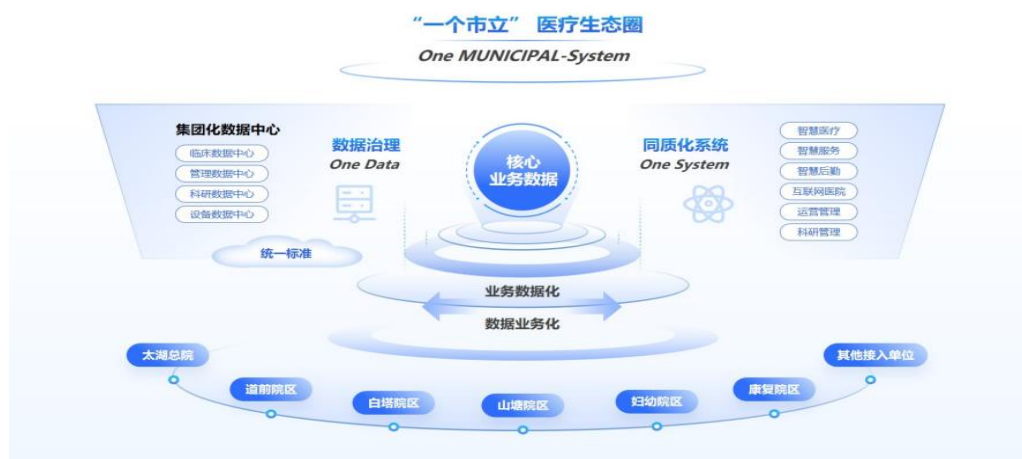 “一个市立” 医疗生态圈
One MUNICIPAL-System
集团化数据中心
临床数据中心
管理数据中心
科研数据中心
设备数据中心
统一标准
数据治理
One Data
核心
业务数据
同质化系统
One System
智慧医疗
智慧服务
智慧后勤
互联网医院
运营管理
科研管理
业务数据化
数据业务化
太湖总院
道前院区
白塔院区
山塘院区
妇幼院区
康复院区
其他接入单位